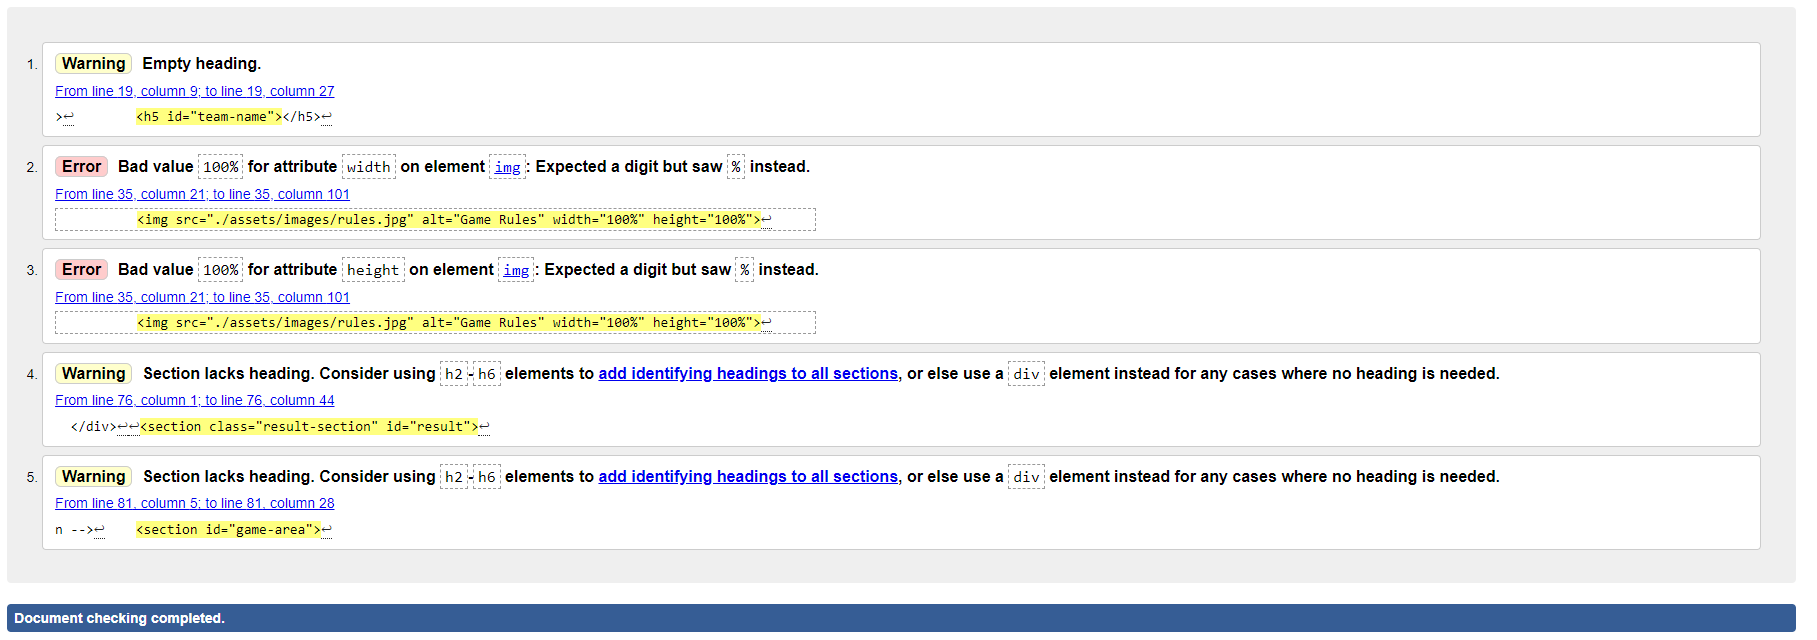 1. Warning Empty heading.
From line 19, column 9; to line 19, column 27
>↩ <h5 id="team-name"></h5>↩
2. Error Bad value 100% for attribute width on element img: Expected a digit but saw % instead.
From line 35, column 21; to line 35, column 101
<img src="./assets/images/rules.jpg" alt="Game Rules" width="100%" height="100%">↩
3. Error Bad value 100% for attribute height on element img: Expected a digit but saw % instead.
From line 35, column 21; to line 35, column 101
<img src="./assets/images/rules.jpg" alt="Game Rules" width="100%" height="100%">↩
4. Warning Section lacks heading. Consider using h2-h6 elements to add identifying headings to all sections, or else use a div element instead for any cases where no heading is needed.
From line 76, column 1; to line 76, column 44
</div>↩↩<section class="result-section" id="result">↩
5. Warning Section lacks heading. Consider using h2-h6 elements to add identifying headings to all sections, or else use a div element instead for any cases where no heading is needed.
From line 81, column 5; to line 81, column 28
n -->↩ <section id="game-area">↩
Document checking completed.